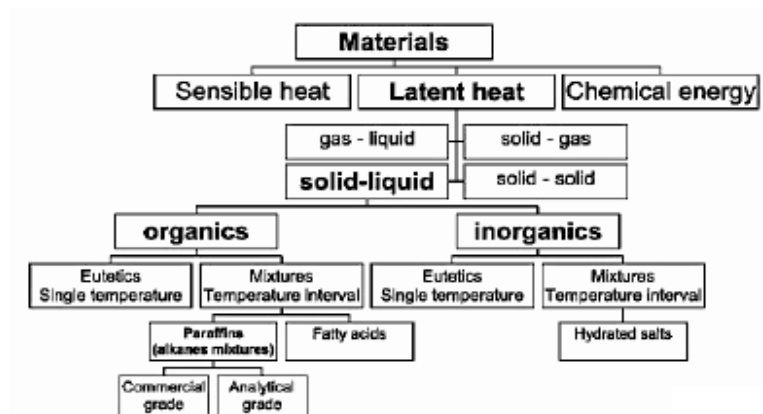 Materials
Sensible heat
Latent heat
Chemical energy
gas - liquid
solid - gas
solid-liquid
solid - solid
organics
inorganics
Eutetics
Single temperature
Mixtures
Temperature interval
Eutetics
Single temperature
Mixtures
Temperature interval
Paraffins
(alkanes mixtures)
Fatty acids
Hydrated salts
Commercial
grade
Analytical
grade